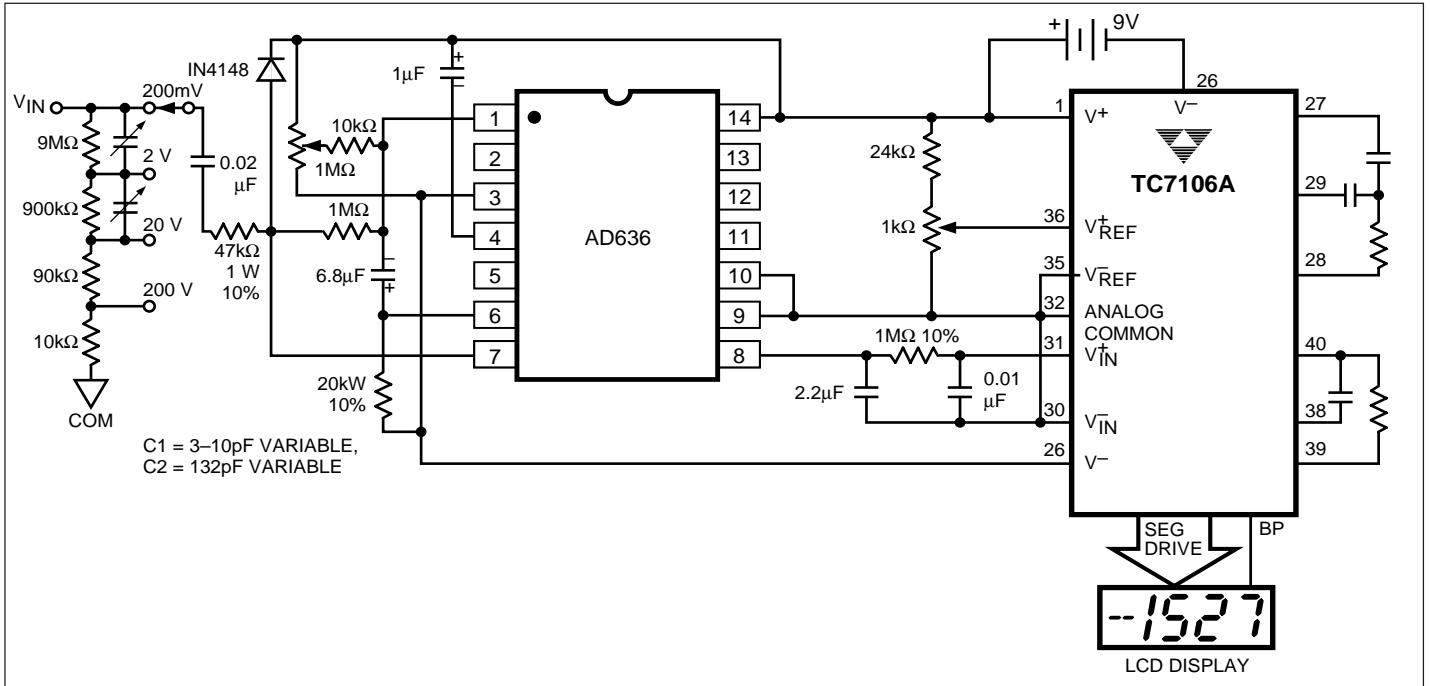 VIN
9MΩ
900kΩ
90kΩ
10kΩ
COM
200mV
2 V
20 V
200 V
0.02
µF
47kΩ
1 W
10%
IN4148
1MΩ
10kΩ
1MΩ
1µF
+
–
6.8µF
–
+
20kW
10%
C1 = 3–10pF VARIABLE,
C2 = 132pF VARIABLE
1
2
3
4
5
6
7
AD636
14
13
12
11
10
9
8
24kΩ
1kΩ
1MΩ 10%
2.2µF
0.01
µF
+
9V
26
V–
1
V+
TC7106A
36
V+REF
35
V–REF
32
ANALOG
COMMON
31
V+IN
30
V–IN
26
V–
27
29
28
40
38
39
SEG
DRIVE
BP
--1527
LCD DISPLAY